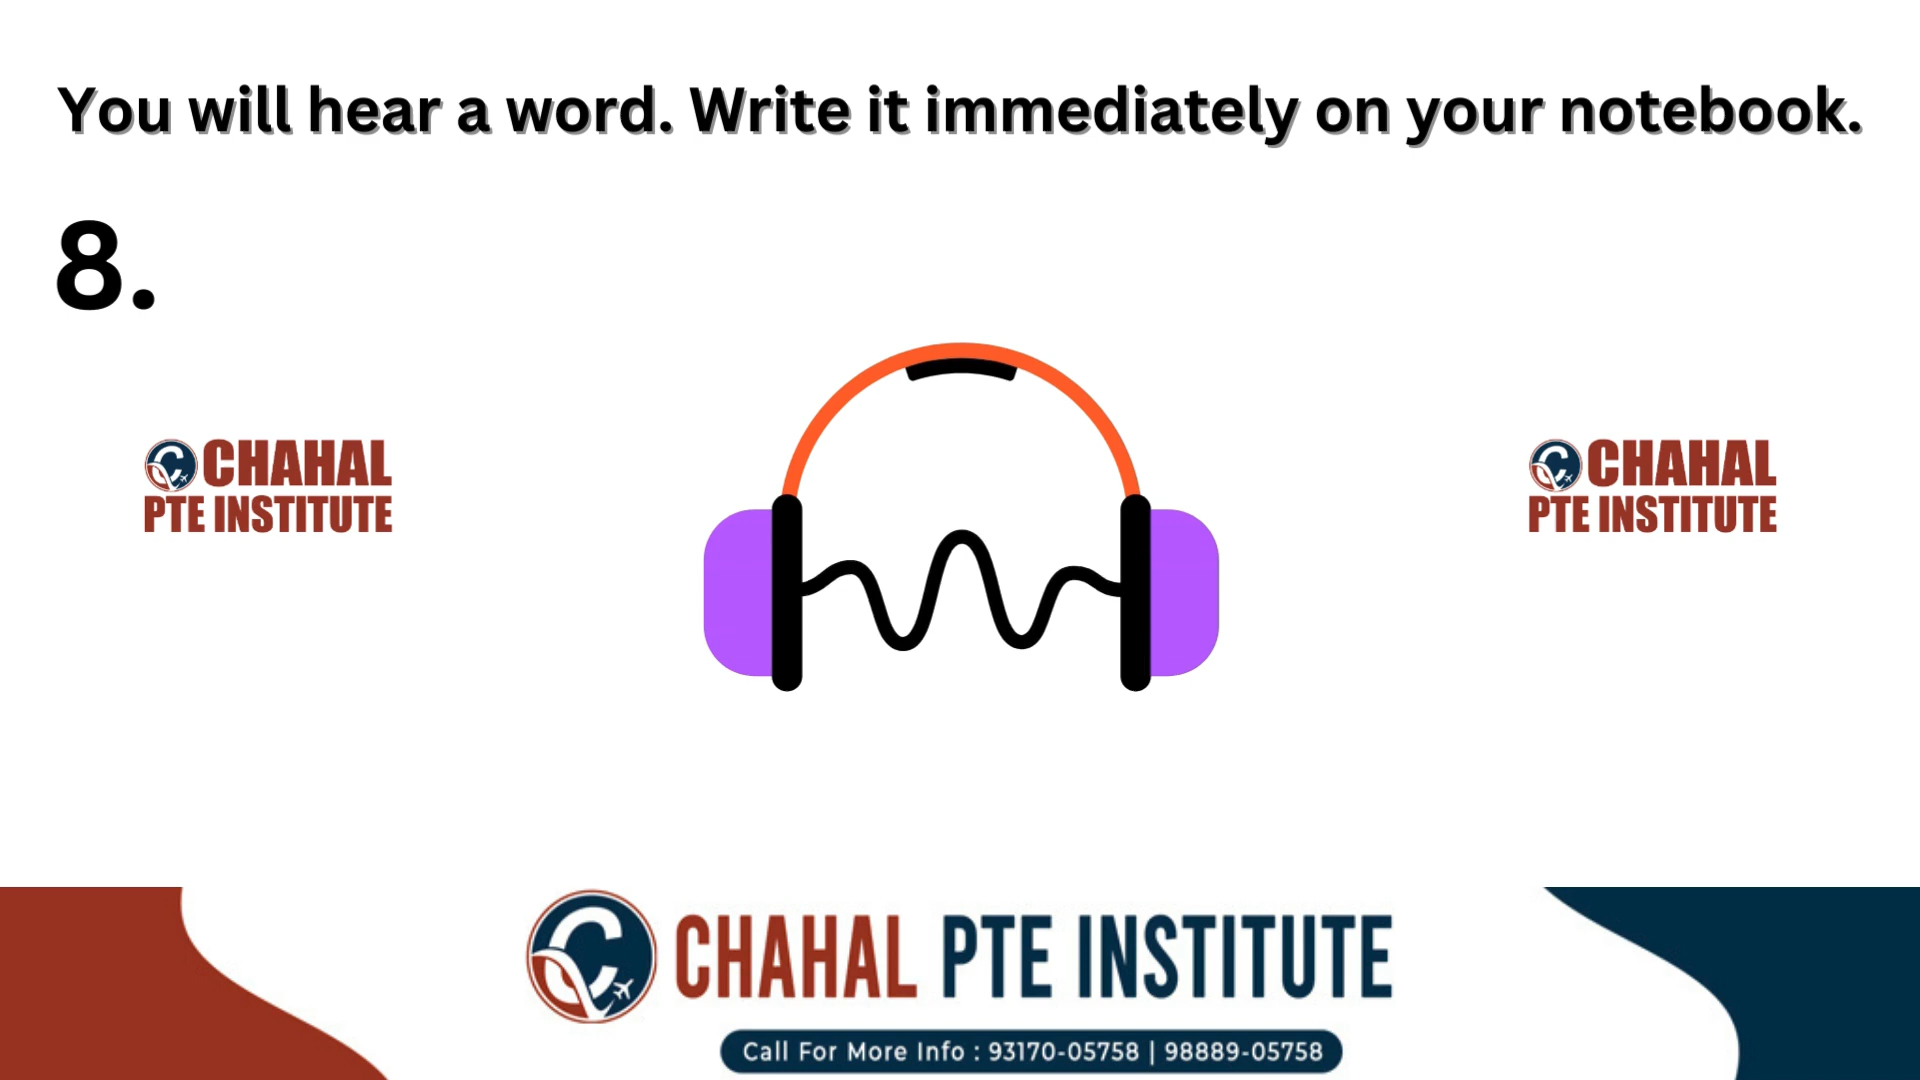 You will hear a word. Write it immediately on your notebook.
8.
CHAHAL
PTE INSTITUTE
CHAHAL
PTE INSTITUTE
CHAHAL PTE INSTITUTE
Call For More Info : 93170-05758 | 98889-05758